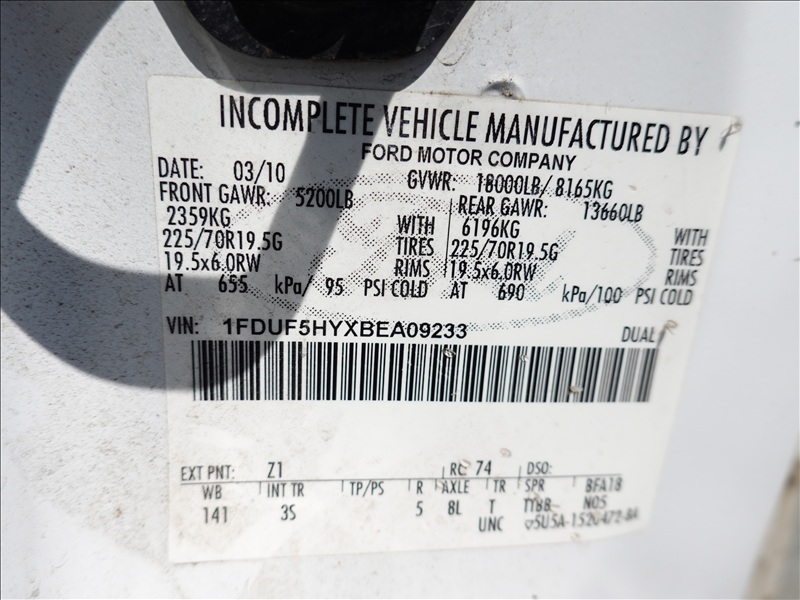 INCOMPLETE VEHICLE MANUFACTURED BY
FORD MOTOR COMPANY
DATE: 03/10 GVWR: 18000LB/ 8165KG
FRONT GAWR: 5200LB REAR GAWR: 13660LB
2359KG WITH 6196KG WITH
225/70R19.5G TIRES 225/70R19.5G TIRES
19.5x6.0RW RIMS 19.5x6.0RW RIMS
AT 655 kPa/ 95 PSI COLD AT 690 kPa/100 PSI COLD
VIN: 1FDUF5HYXBEA09233 DUAL
EXT PNT: Z1 RC 74 DSO:
WB INT TR TP/PS R AXLE TR SPR BFA18
141 3S 5 8L T NOS
UNC